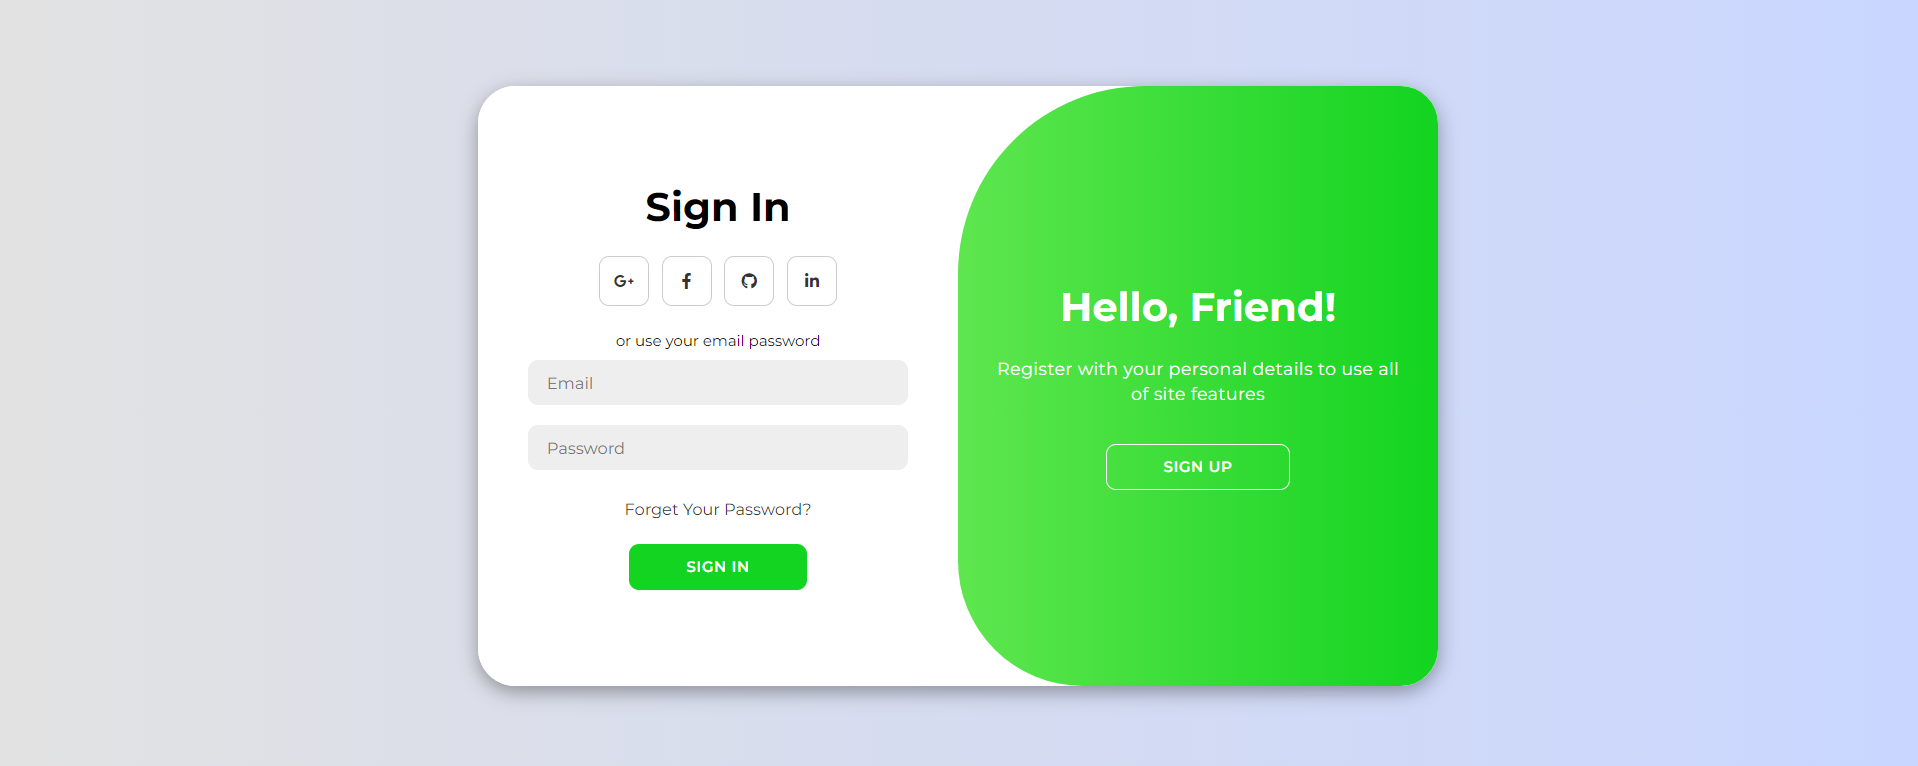 Sign In
G+
f
in
or use your email password
Email
Password
Forget Your Password?
SIGN IN
Hello, Friend!
Register with your personal details to use all
of site features
SIGN UP